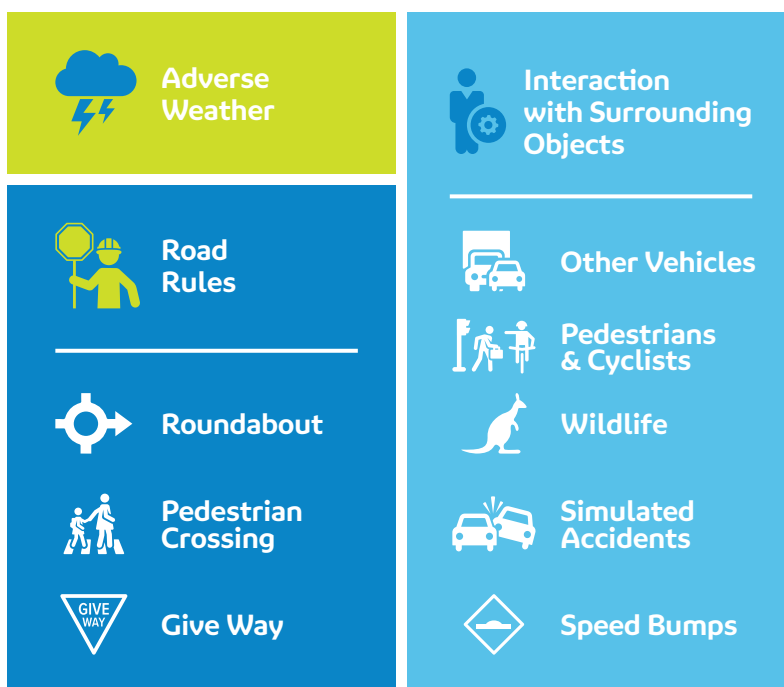 Adverse
Weather
Road
Rules
Roundabout
Pedestrian
Crossing
GIVE
WAY
Give Way
Interaction
with Surrounding
Objects
Other Vehicles
Pedestrians
& Cyclists
Wildlife
Simulated
Accidents
Speed Bumps